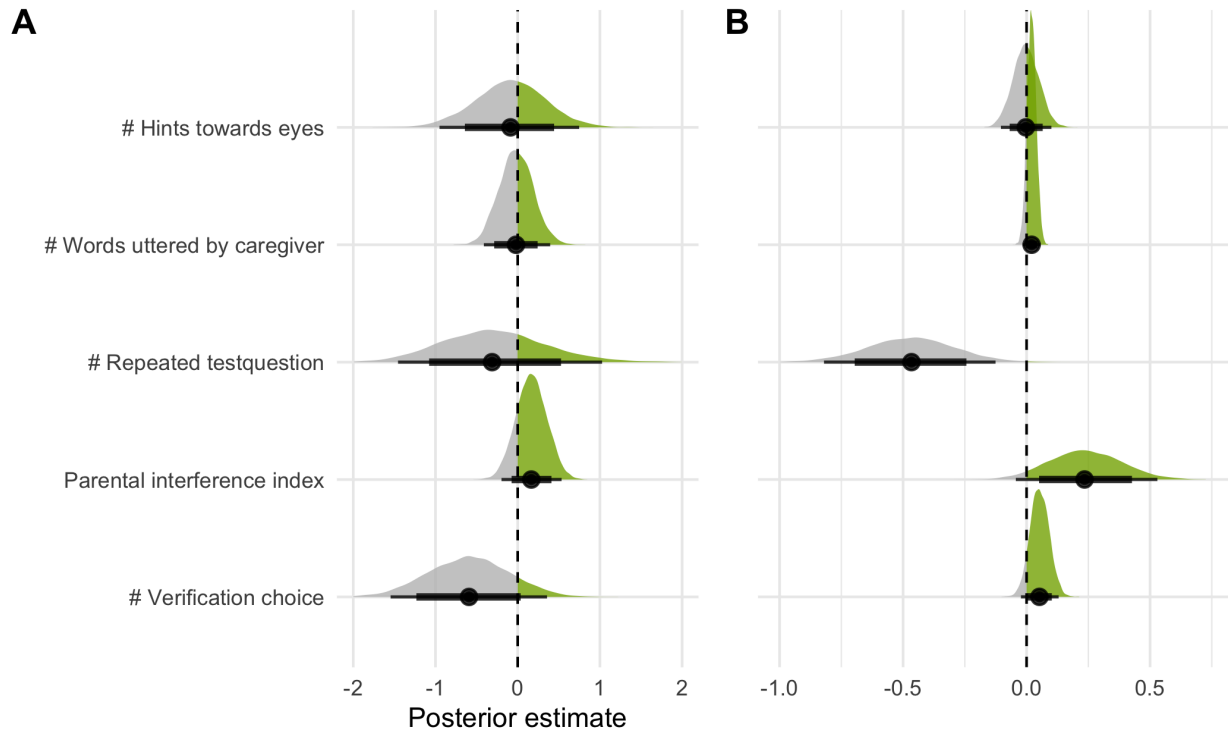 A
B
# Hints towards eyes
# Words uttered by caregiver
# Repeated testquestion
Parental interference index
# Verification choice
-2 -1 0 1 2
-1.0 -0.5 0.0 0.5
Posterior estimate